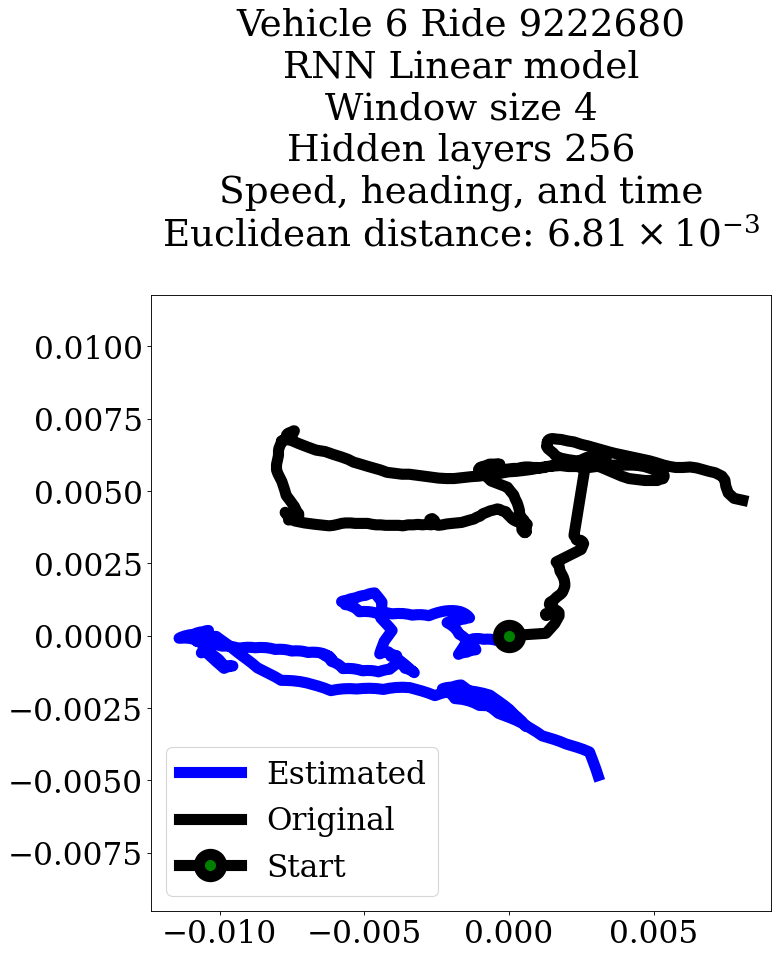 Vehicle 6 Ride 9222680
RNN Linear model
Window size 4
Hidden layers 256
Speed, heading, and time
Euclidean distance: 6.81 × 10⁻³
0.0100
0.0075
0.0050
0.0025
0.0000
−0.0025
−0.0050
−0.0075
Estimated
Original
Start
−0.010 −0.005 0.000 0.005